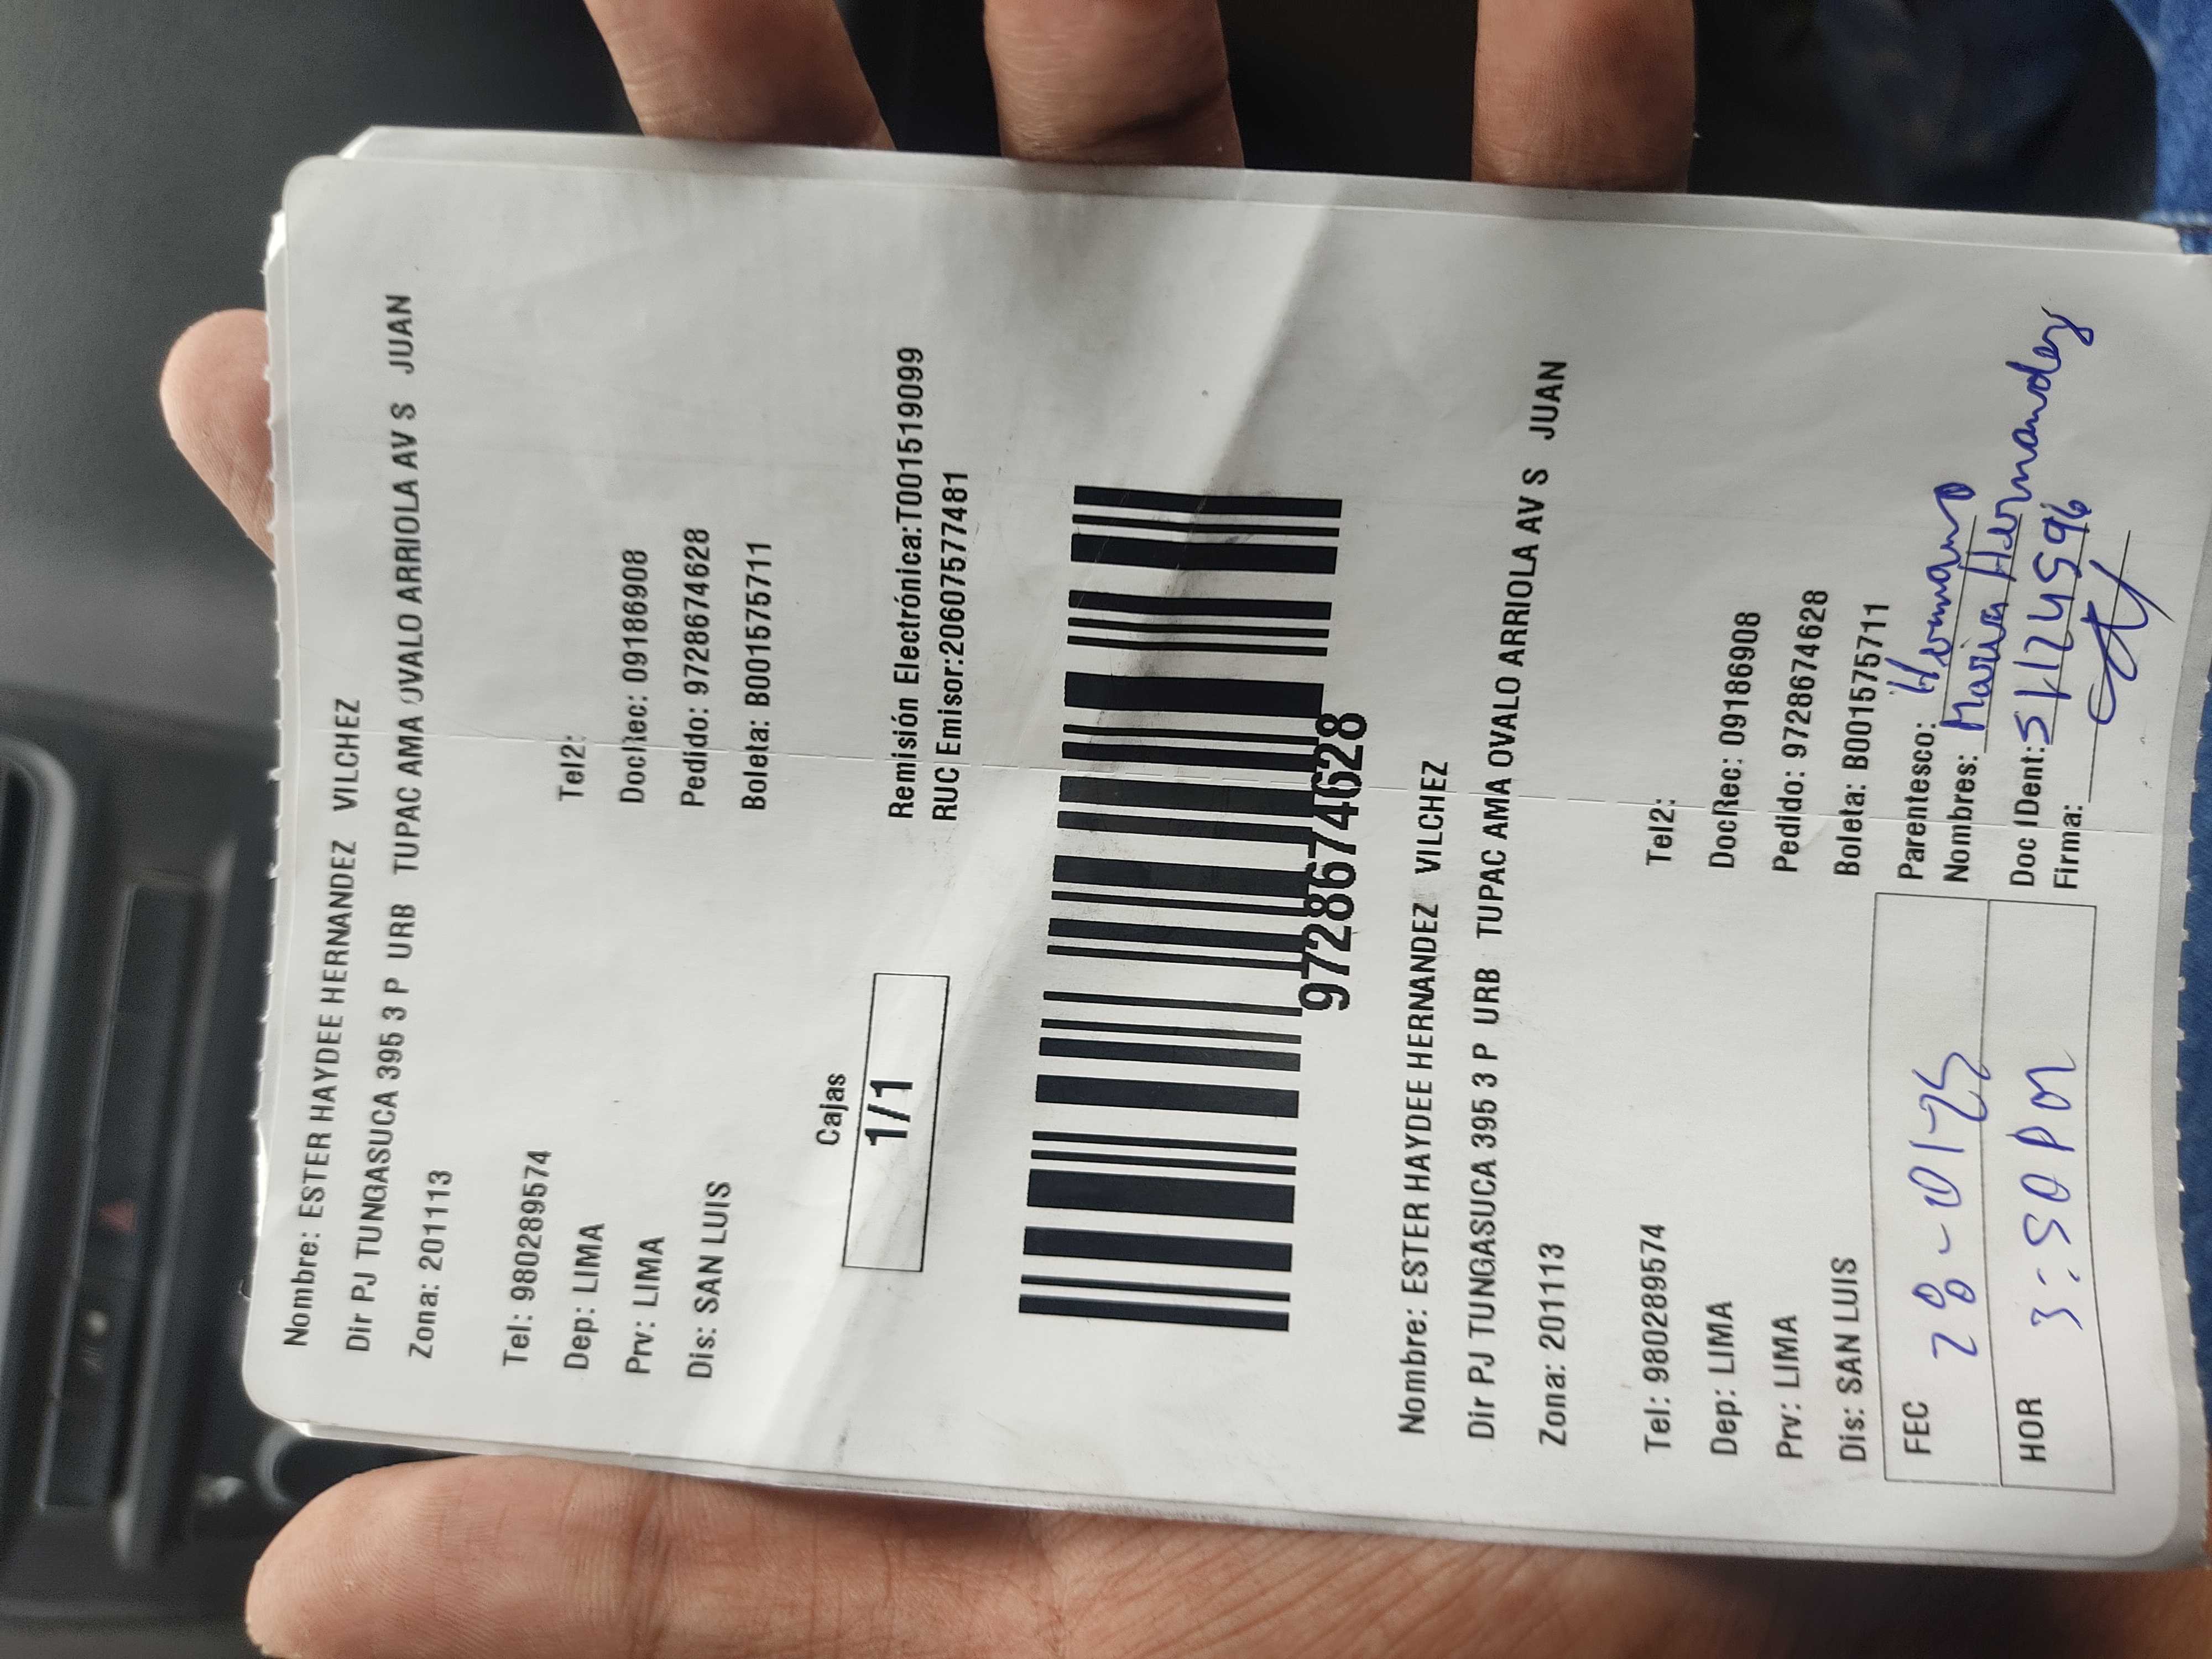 Nombre: ESTER HAYDEE HERNANDEZ VILCHEZ
Dir PJ TUNGASUCA 395 3 P URB TUPAC AMA OVALO ARRIOLA AV S JUAN
Zona: 201113
Tel: 980289574 Tel2:
Dep: LIMA DocRec: 09186908
Prv: LIMA Pedido: 9728674628
Dis: SAN LUIS Boleta: B001575711
Cajas
1/1
Remisión Electrónica:T001519099
RUC Emisor:20607577481
9728674628
Nombre: ESTER HAYDEE HERNANDEZ VILCHEZ
Dir PJ TUNGASUCA 395 3 P URB TUPAC AMA OVALO ARRIOLA AV S JUAN
Zona: 201113
Tel: 980289574 Tel2:
Dep: LIMA DocRec: 09186908
Prv: LIMA Pedido: 9728674628
Dis: SAN LUIS Boleta: B001575711
FEC 28-01-25 Parentesco: Hermano
Nombres: Maria Hernandez
HOR 3:50 PM Doc IDent:
Firma: